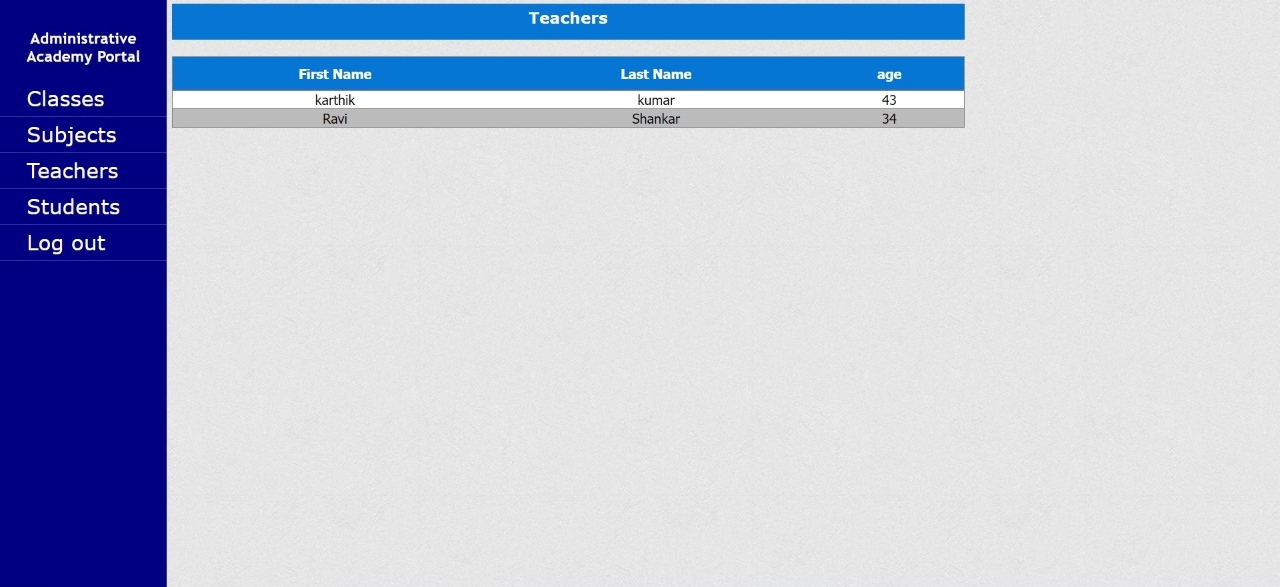 Administrative
Academy Portal
Classes
Subjects
Teachers
Students
Log out
Teachers
First Name Last Name age
karthik kumar 43
Ravi Shankar 34